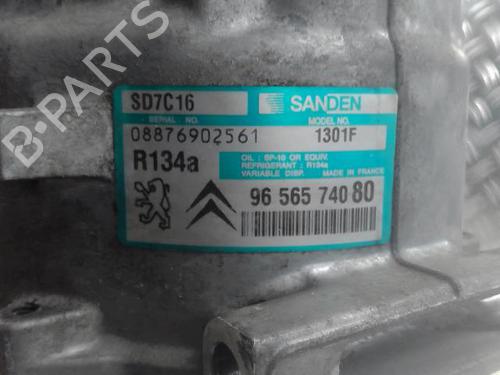 B-PARTS
SD7C16 SANDEN
SERIAL NO. MODEL NO.
08876902561 1301F
R134a
OIL : SP-10 OR EQUIV.
REFRIGERANT : R134a
VARIABLE DISP. MADE IN FRANCE
96 565 740 80